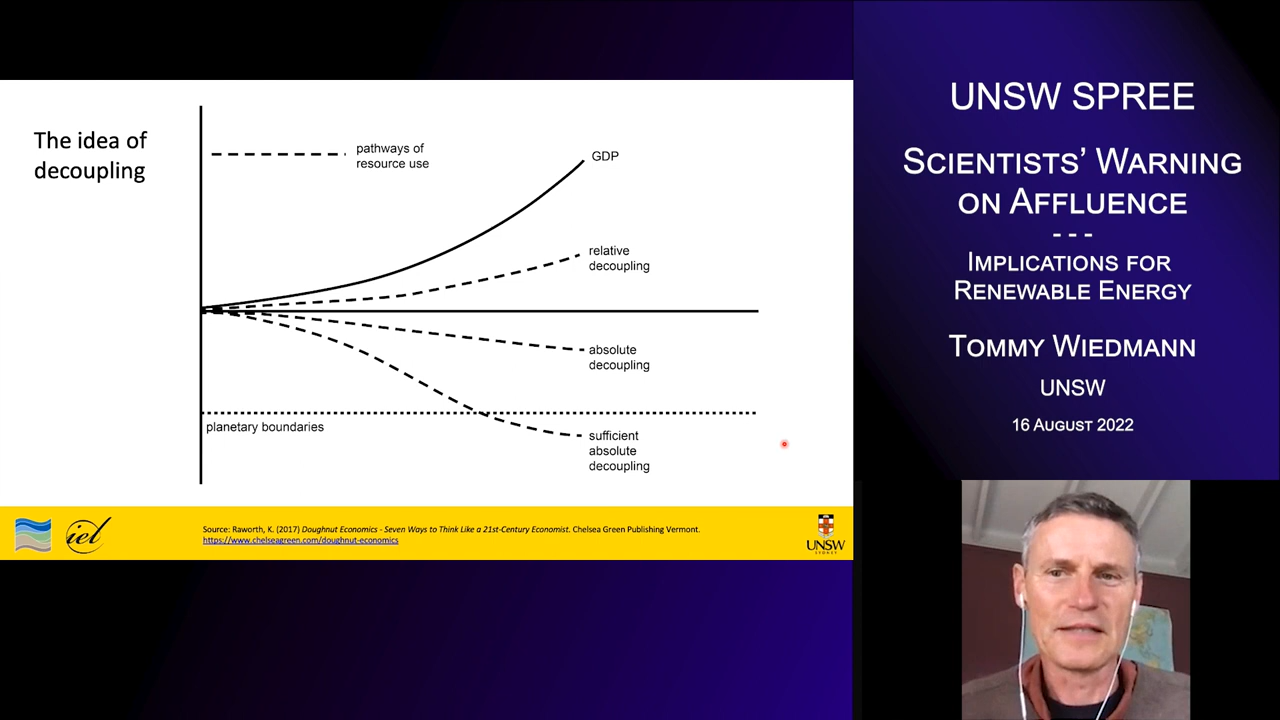 The idea of
decoupling
pathways of
resource use
GDP
relative
decoupling
absolute
decoupling
planetary boundaries
sufficient
absolute
decoupling
iel
Source: Raworth, K. (2017) Doughnut Economics - Seven Ways to Think Like a 21st-Century Economist. Chelsea Green Publishing Vermont.
https://www.chelseagreen.com/doughnut-economics
UNSW
SYDNEY
UNSW SPREE
Scientists’ Warning
on Affluence
- - -
Implications for
Renewable Energy
Tommy Wiedmann
UNSW
16 August 2022